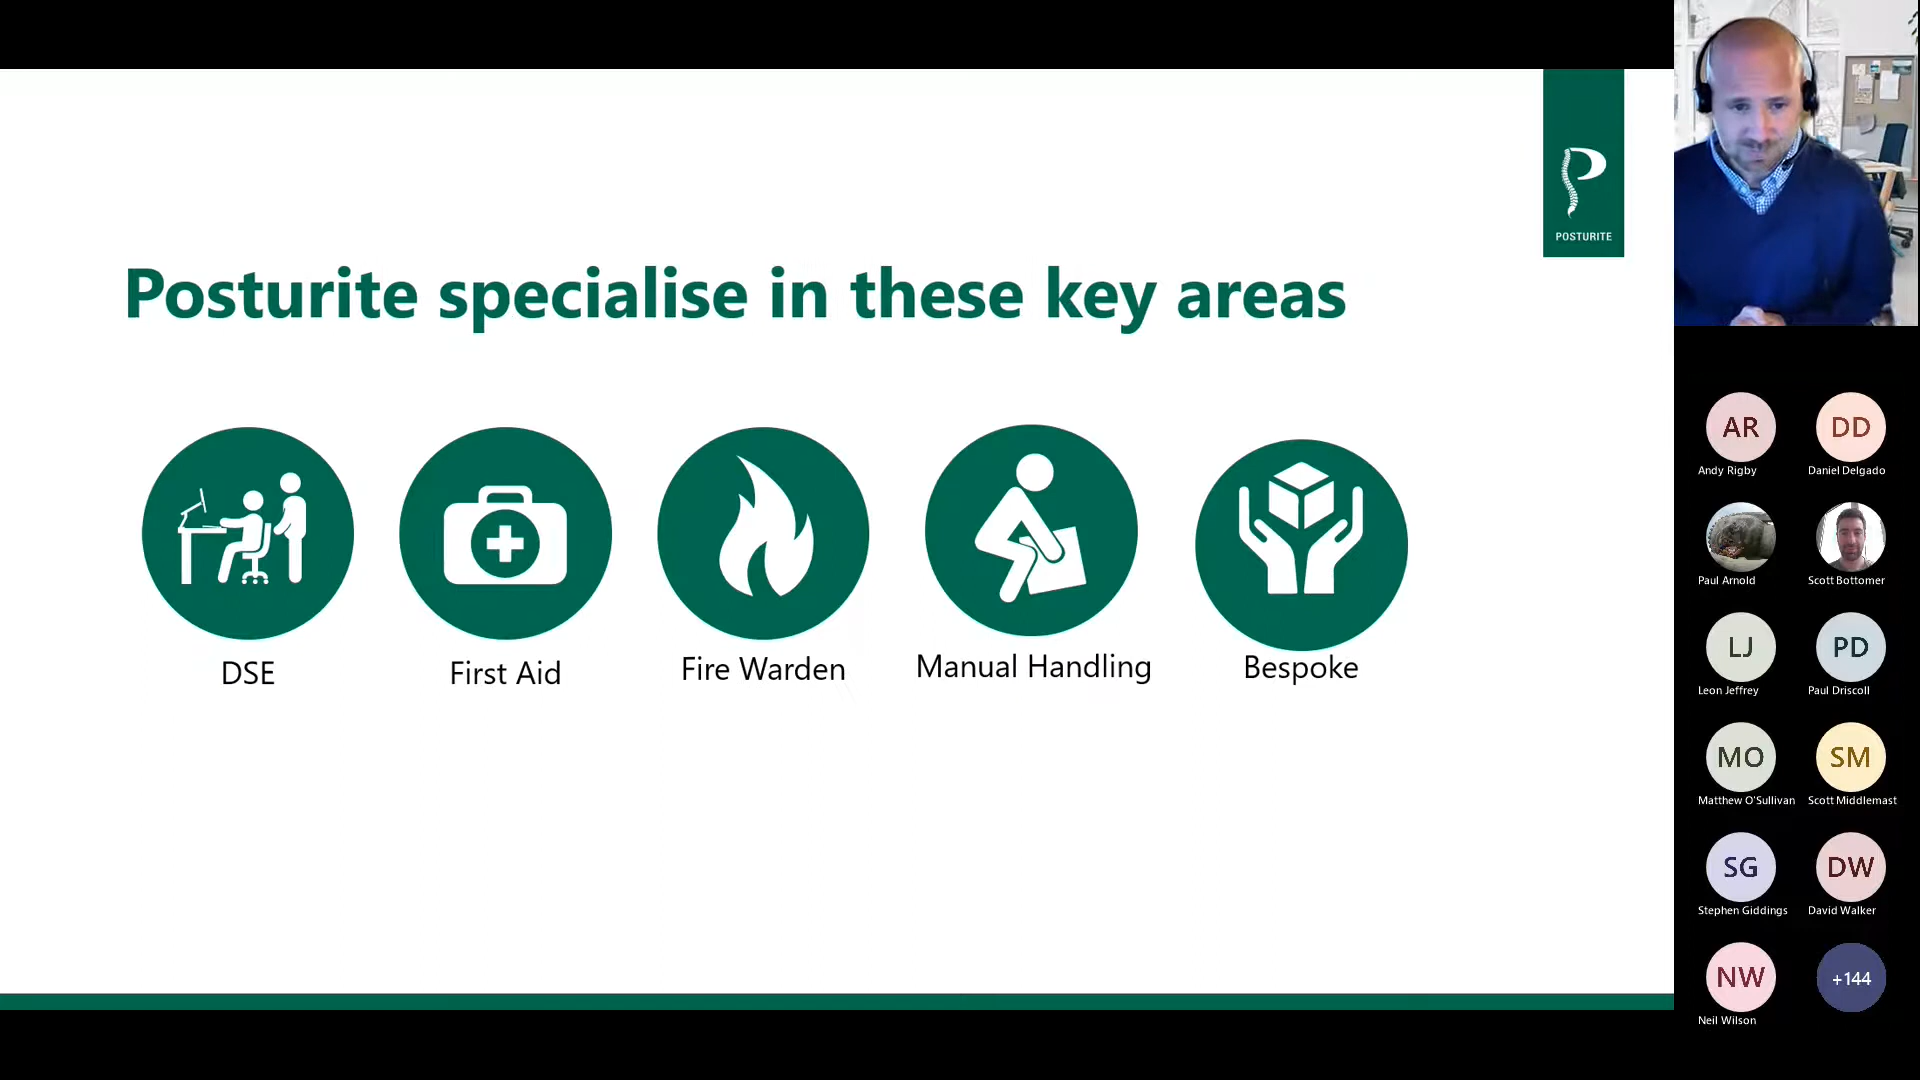 POSTURITE
Posturite specialise in these key areas
DSE
First Aid
Fire Warden
Manual Handling
Bespoke
AR
DD
Andy Rigby
Daniel Delgado
Paul Arnold
Scott Bottomer
LJ
PD
Leon Jeffrey
Paul Driscoll
MO
SM
Matthew O'Sullivan
Scott Middlemast
SG
DW
Stephen Giddings
David Walker
NW
+144
Neil Wilson